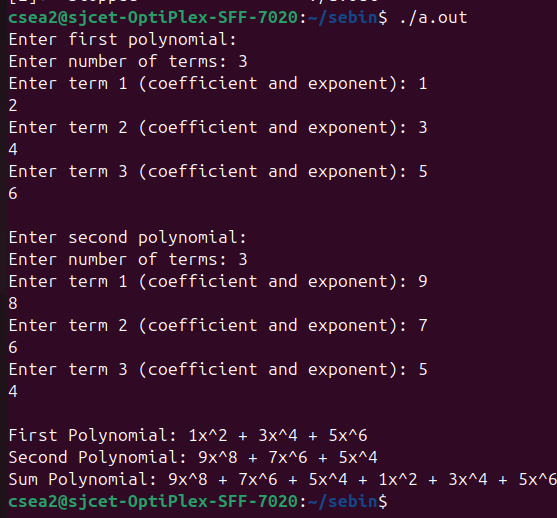 csea2@sjcet-OptiPlex-SFF-7020:~/sebin$ ./a.out
Enter first polynomial:
Enter number of terms: 3
Enter term 1 (coefficient and exponent): 1
2
Enter term 2 (coefficient and exponent): 3
4
Enter term 3 (coefficient and exponent): 5
6
Enter second polynomial:
Enter number of terms: 3
Enter term 1 (coefficient and exponent): 9
8
Enter term 2 (coefficient and exponent): 7
6
Enter term 3 (coefficient and exponent): 5
4
First Polynomial: 1x^2 + 3x^4 + 5x^6
Second Polynomial: 9x^8 + 7x^6 + 5x^4
Sum Polynomial: 9x^8 + 7x^6 + 5x^4 + 1x^2 + 3x^4 + 5x^6
csea2@sjcet-OptiPlex-SFF-7020:~/sebin$